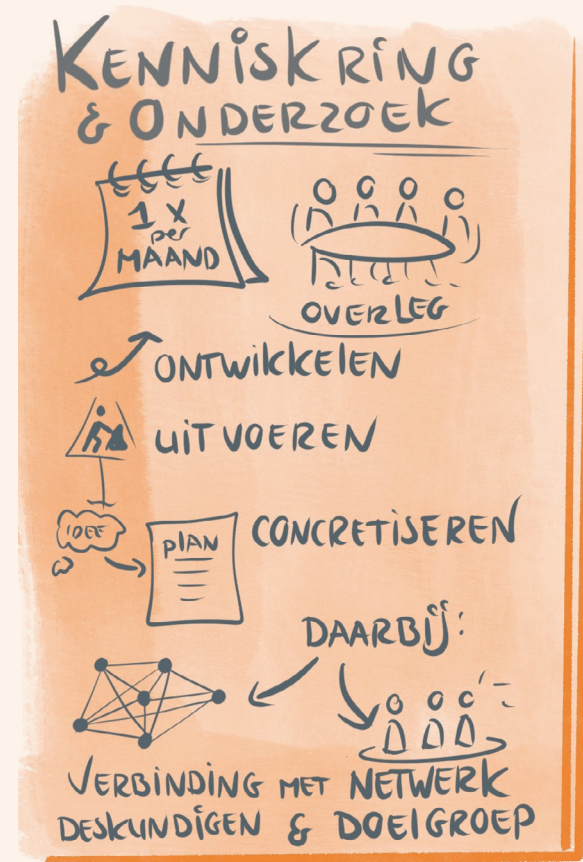 KENNISKRING
& ONDERZOEK
1 X
per
MAAND
OVERLEG
ONTWIKKELEN
UITVOEREN
IDEE
PLAN
CONCRETISEREN
DAARBIJ:
VERBINDING MET NETWERK
DESKUNDIGEN & DOELGROEP